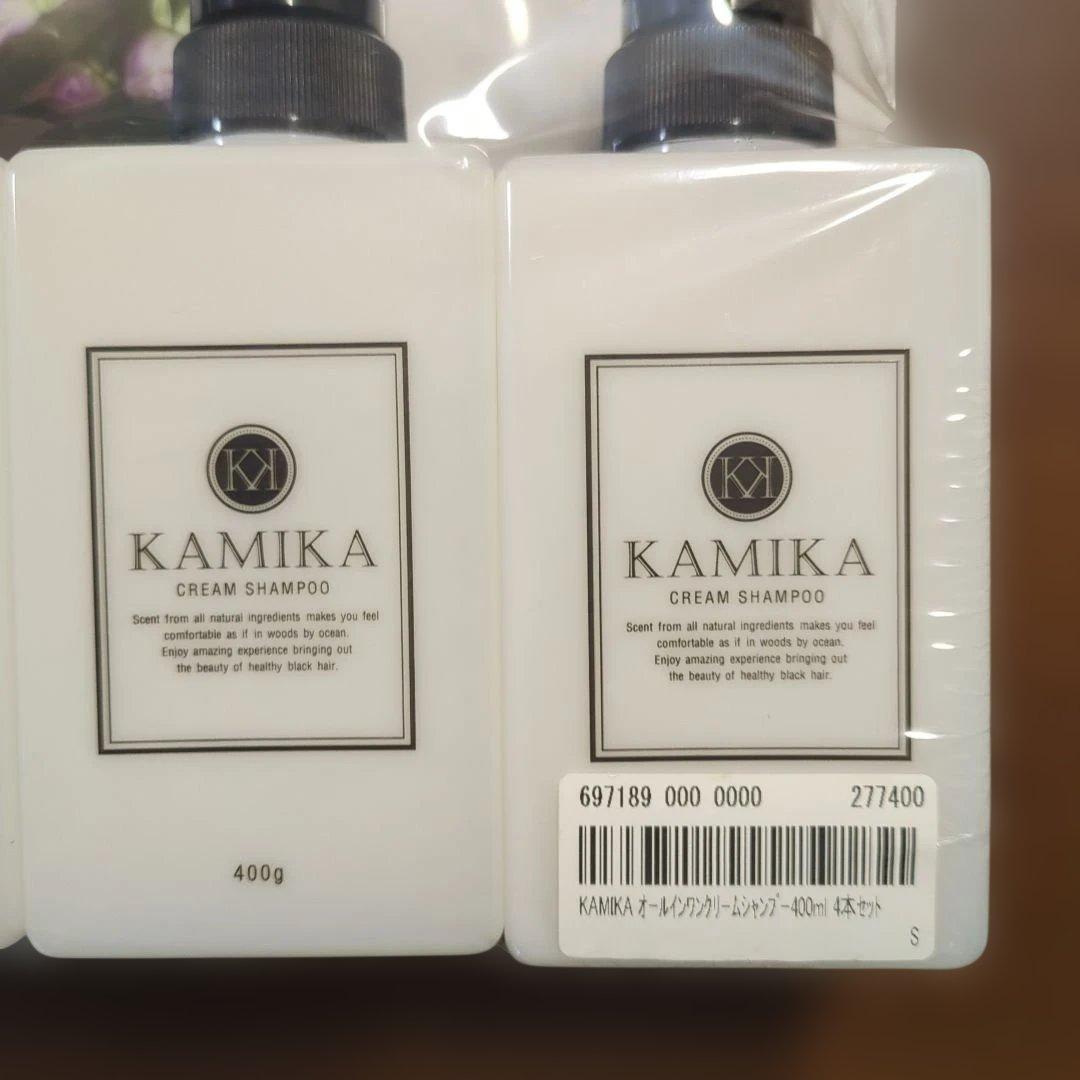 KK
KAMIKA
CREAM SHAMPOO
Scent from all natural ingredients makes you feel
comfortable as if in woods by ocean.
Enjoy amazing experience bringing out
the beauty of healthy black hair.
400g
KK
KAMIKA
CREAM SHAMPOO
Scent from all natural ingredients makes you feel
comfortable as if in woods by ocean.
Enjoy amazing experience bringing out
the beauty of healthy black hair.
697189 000 0000 277400
KAMIKA オールインワンクリームシャンプー400ml 4本セット
S